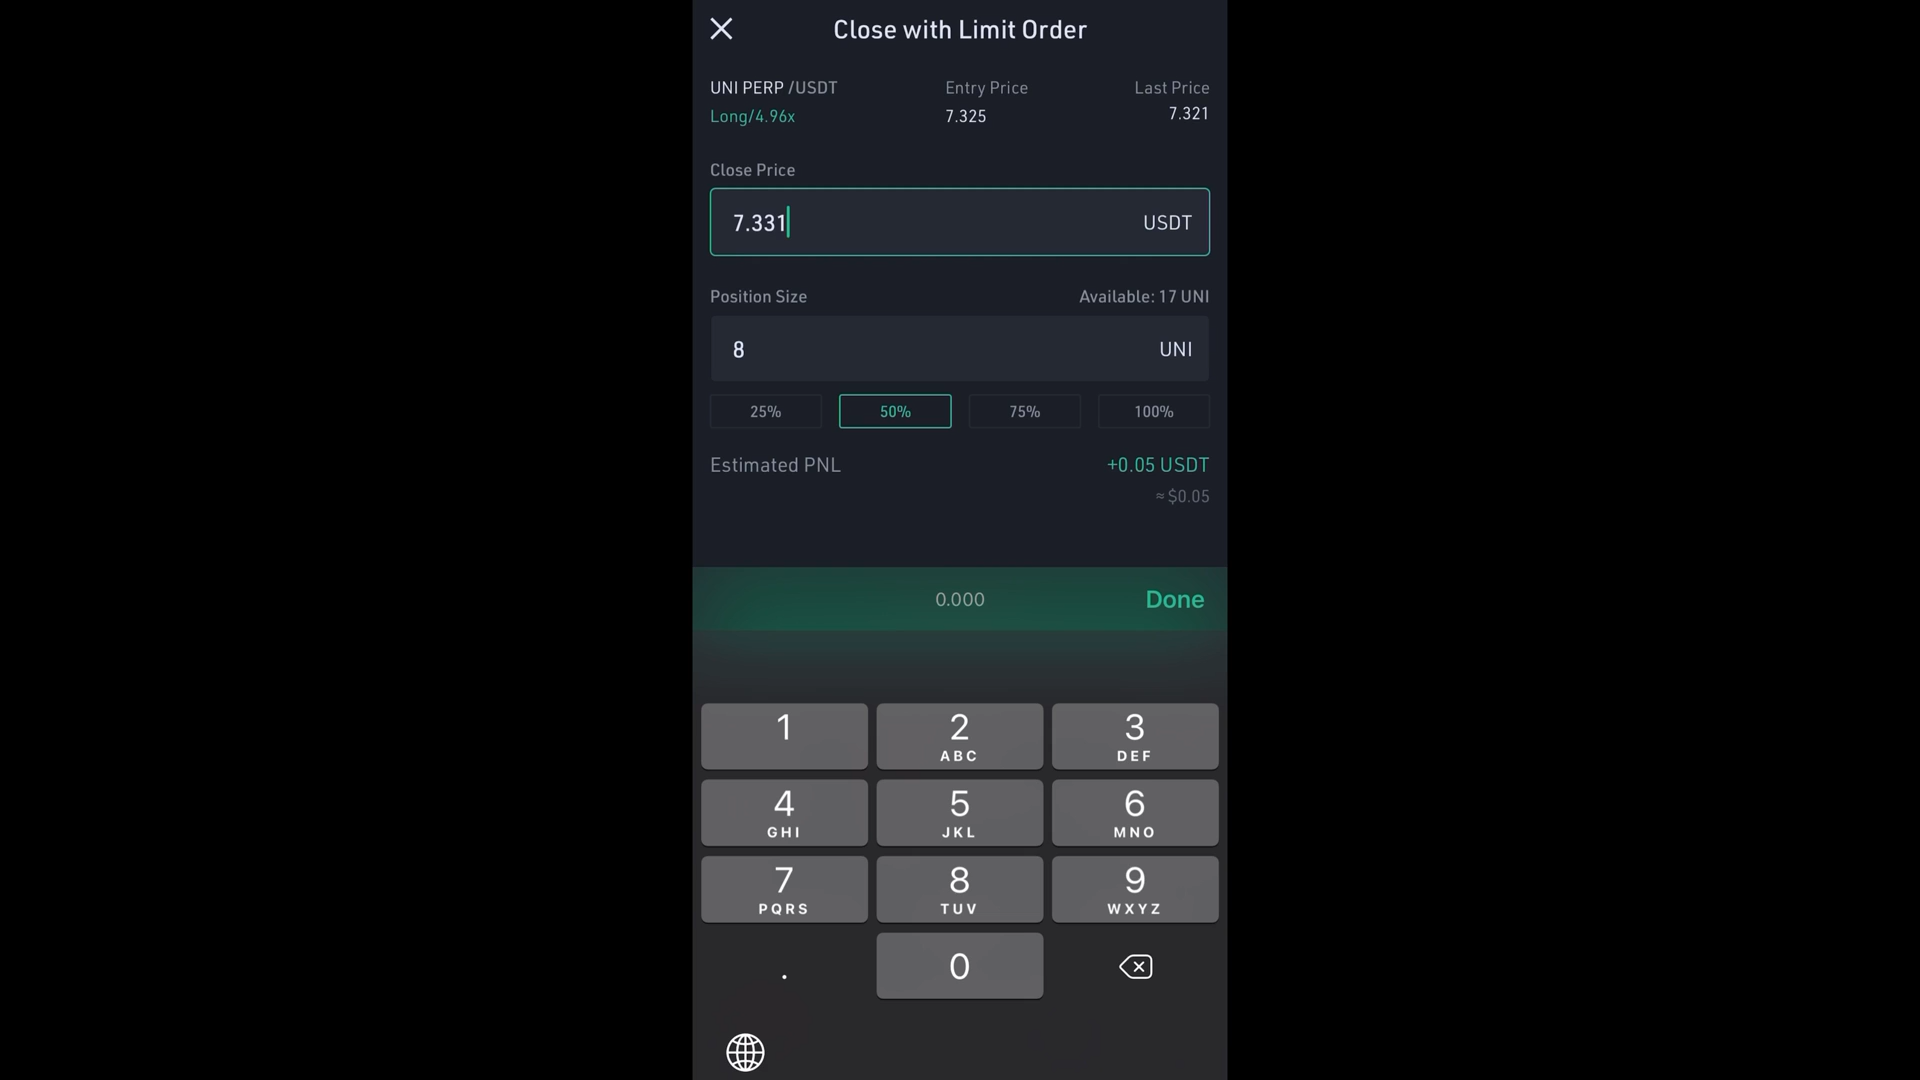 Close with Limit Order
UNI PERP /USDT Entry Price Last Price
Long/4.96x 7.325 7.321
Close Price
7.331 USDT
Position Size Available: 17 UNI
8 UNI
25% 50% 75% 100%
Estimated PNL +0.05 USDT
≈ $0.05
0.000 Done
1 2 3
ABC DEF
4 5 6
GHI JKL MNO
7 8 9
PQRS TUV WXYZ
. 0